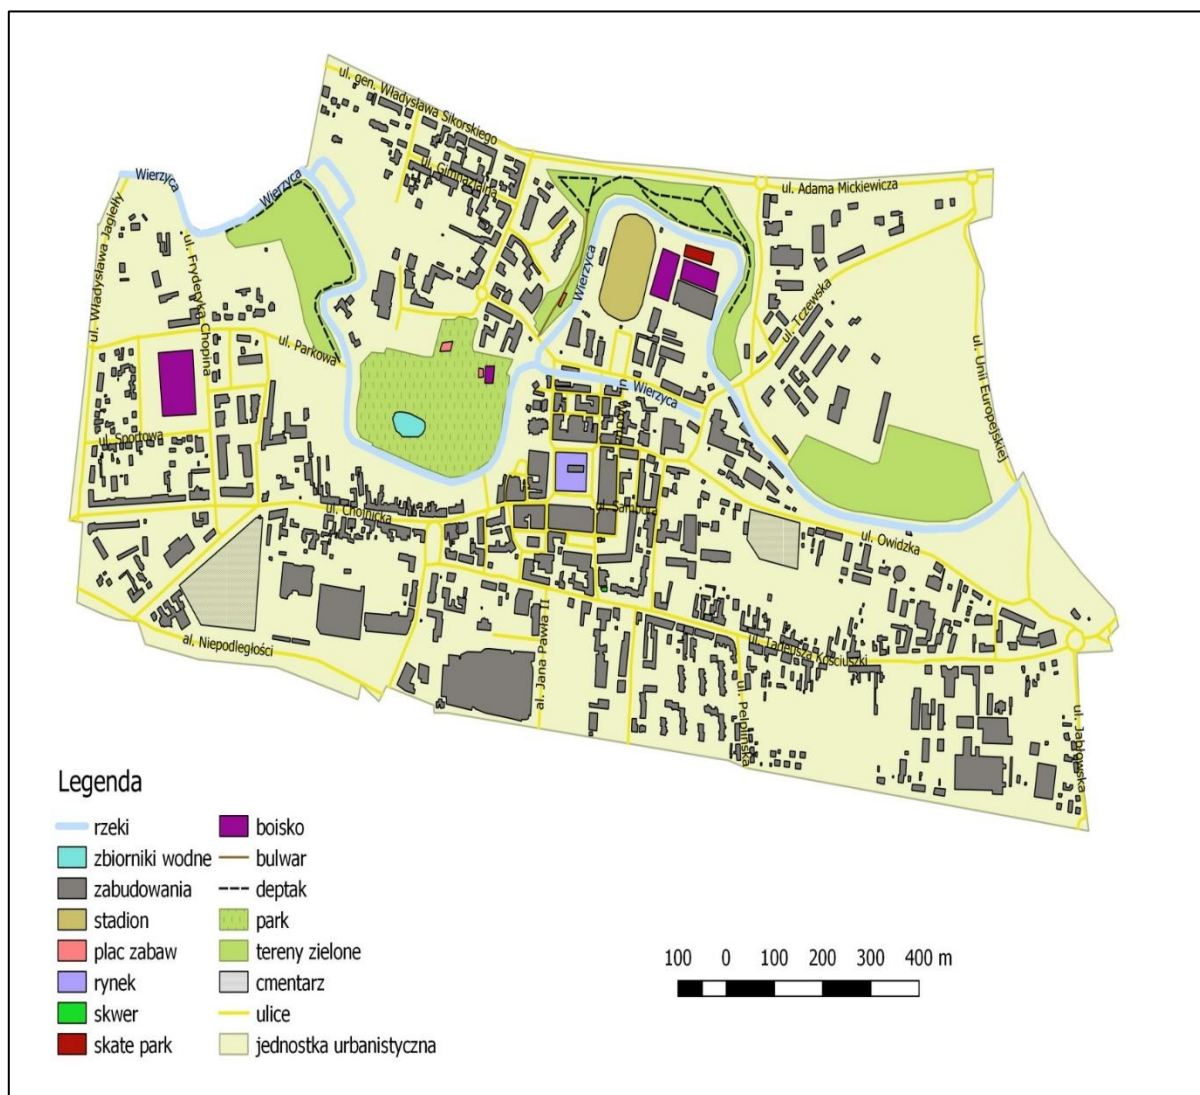 ul. gen. Władysława Sikorskiego
ul. Gimnazjalna
Wierzyca
Wierzyca
ul. Adama Mickiewicza
ul. Władysława Jagiełły
ul. Fryderyka Chopina
Wierzyca
ul. Tczewska
ul. Parkowa
ul. Unii Europejskiej
Wierzyca
ul. Sportowa
ul. Chojnicka
ul. Sambora
ul. Owidzka
al. Niepodległości
al. Jana Pawła II
ul. Tadeusza Kościuszki
ul. Pelplińska
ul. Jabłowska
Legenda
rzeki
zbiorniki wodne
zabudowania
stadion
plac zabaw
rynek
skwer
skate park
boisko
bulwar
deptak
park
tereny zielone
cmentarz
ulice
jednostka urbanistyczna
100 0 100 200 300 400 m